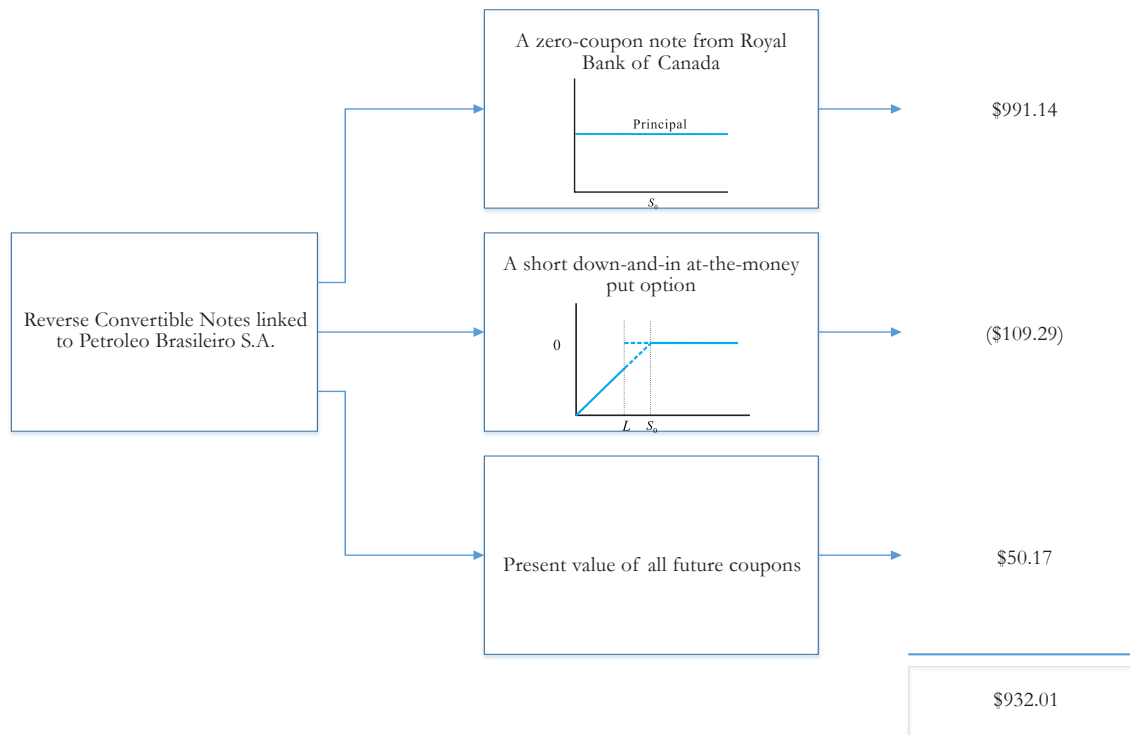 A zero-coupon note from Royal
Bank of Canada
Principal
S₀
$991.14
Reverse Convertible Notes linked
to Petroleo Brasileiro S.A.
A short down-and-in at-the-money
put option
0
L S₀
($109.29)
Present value of all future coupons
$50.17
$932.01